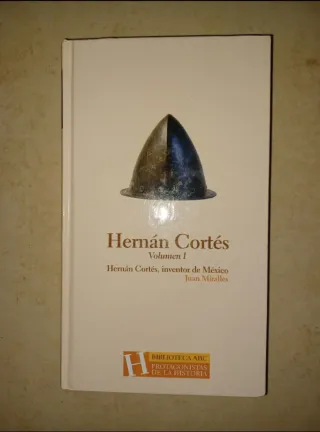 Hernán Cortés
Volumen I
Hernán Cortés, inventor de México
Juan Miralles
H
BIBLIOTECA ABC
PROTAGONISTAS
DE LA HISTORIA